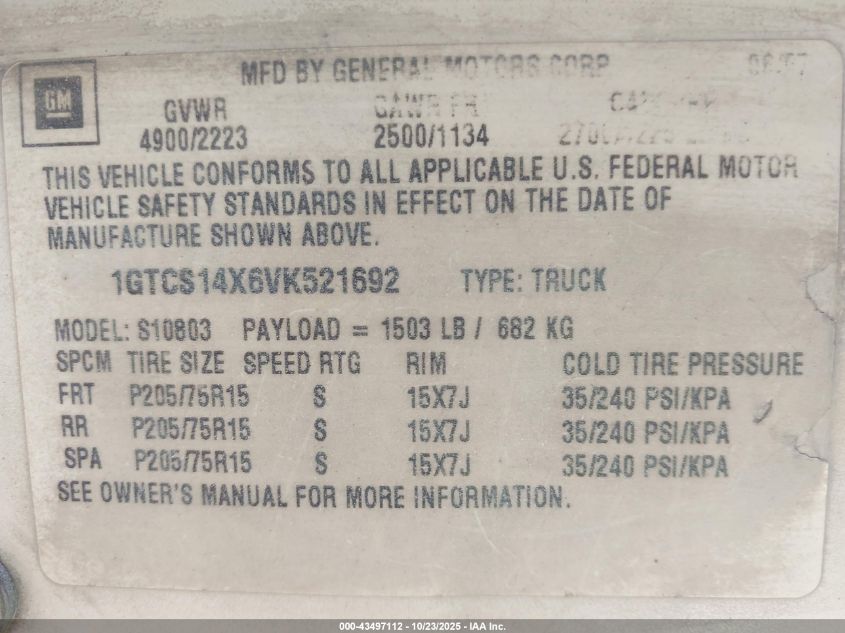 GM
MFD BY GENERAL MOTORS CORP
GVWR GAWR FR
4900/2223 2500/1134
THIS VEHICLE CONFORMS TO ALL APPLICABLE U.S. FEDERAL MOTOR
VEHICLE SAFETY STANDARDS IN EFFECT ON THE DATE OF
MANUFACTURE SHOWN ABOVE.
1GTCS14X6VK521692 TYPE: TRUCK
MODEL: S10803 PAYLOAD = 1503 LB / 682 KG
SPCM TIRE SIZE SPEED RTG RIM COLD TIRE PRESSURE
FRT P205/75R15 S 15X7J 35/240 PSI/KPA
RR P205/75R15 S 15X7J 35/240 PSI/KPA
SPA P205/75R15 S 15X7J 35/240 PSI/KPA
SEE OWNER'S MANUAL FOR MORE INFORMATION.
000-43497112 - 10/23/2025 - IAA Inc.